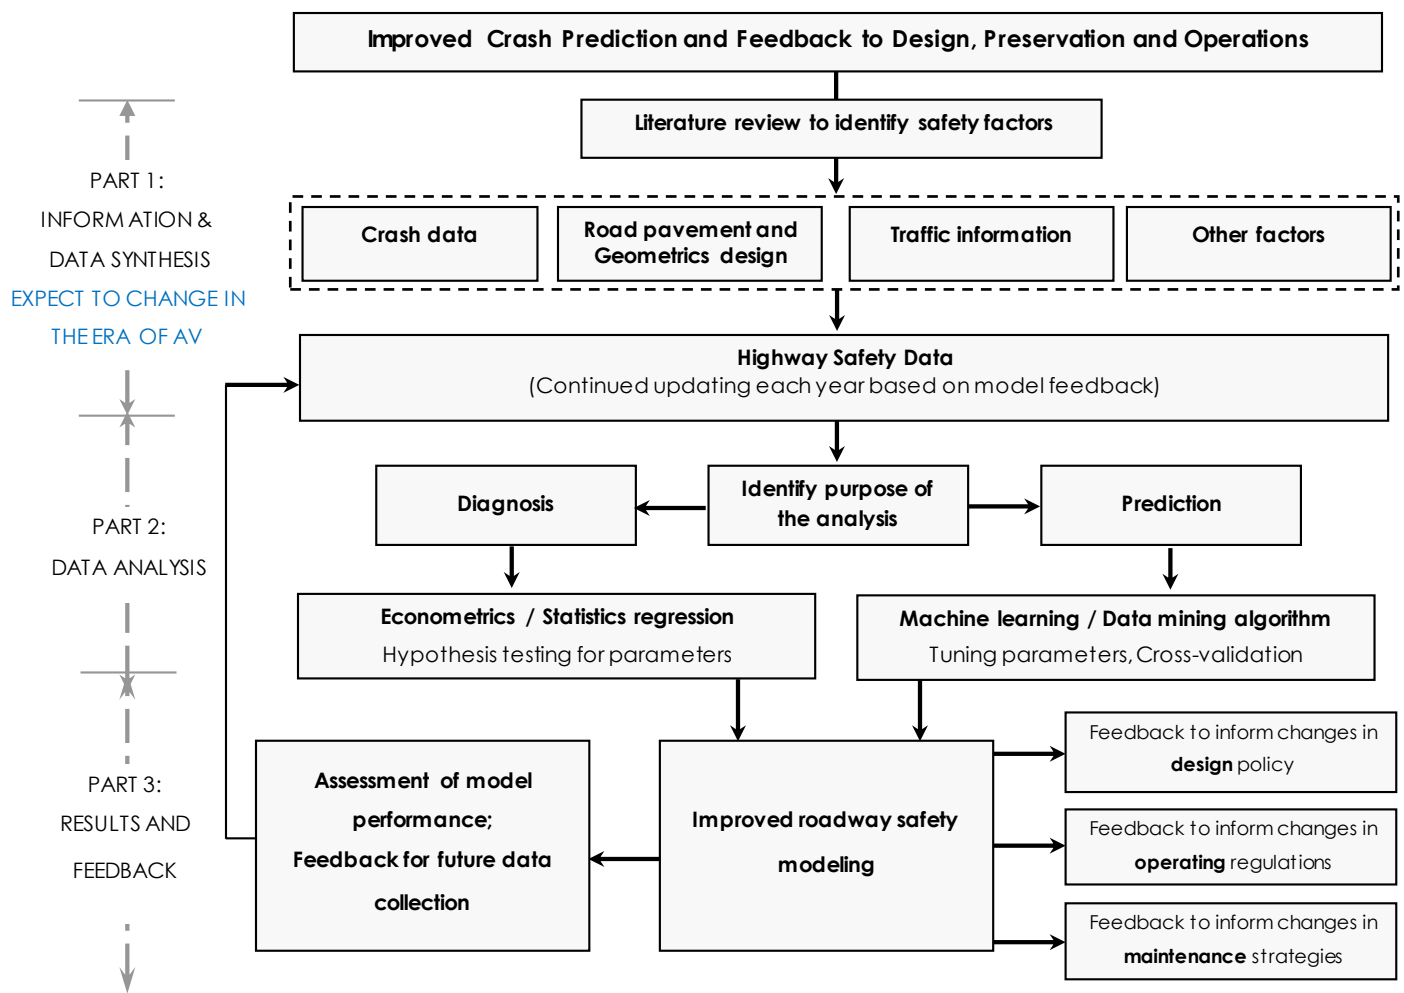 Improved Crash Prediction and Feedback to Design, Preservation and Operations
Literature review to identify safety factors
PART 1:
INFORMATION &
DATA SYNTHESIS
EXPECT TO CHANGE IN
THE ERA OF AV
Crash data
Road pavement and
Geometrics design
Traffic information
Other factors
Highway Safety Data
(Continued updating each year based on model feedback)
PART 2:
DATA ANALYSIS
Diagnosis
Identify purpose of
the analysis
Prediction
Econometrics / Statistics regression
Hypothesis testing for parameters
Machine learning / Data mining algorithm
Tuning parameters, Cross-validation
PART 3:
RESULTS AND
FEEDBACK
Assessment of model
performance;
Feedback for future data
collection
Improved roadway safety
modeling
Feedback to inform changes in
design policy
Feedback to inform changes in
operating regulations
Feedback to inform changes in
maintenance strategies